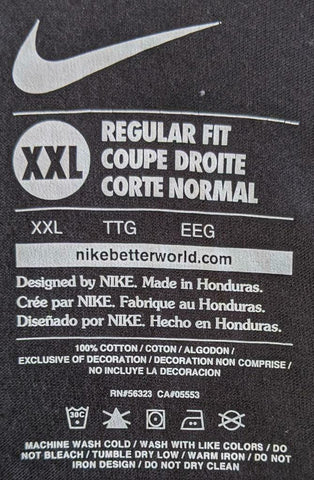 XXL
REGULAR FIT
COUPE DROITE
CORTE NORMAL
XXL TTG EEG
nikebetterworld.com
Designed by NIKE. Made in Honduras.
Crée par NIKE. Fabrique au Honduras.
Diseñado por NIKE. Hecho en Honduras.
100% COTTON / COTON / ALGODON /
EXCLUSIVE OF DECORATION / DECORATION NON COMPRISE /
NO INCLUYE LA DECORACION
RN#56323 CA#05553
30C
MACHINE WASH COLD / WASH WITH LIKE COLORS / DO
NOT BLEACH / TUMBLE DRY LOW / WARM IRON / DO NOT
IRON DESIGN / DO NOT DRY CLEAN